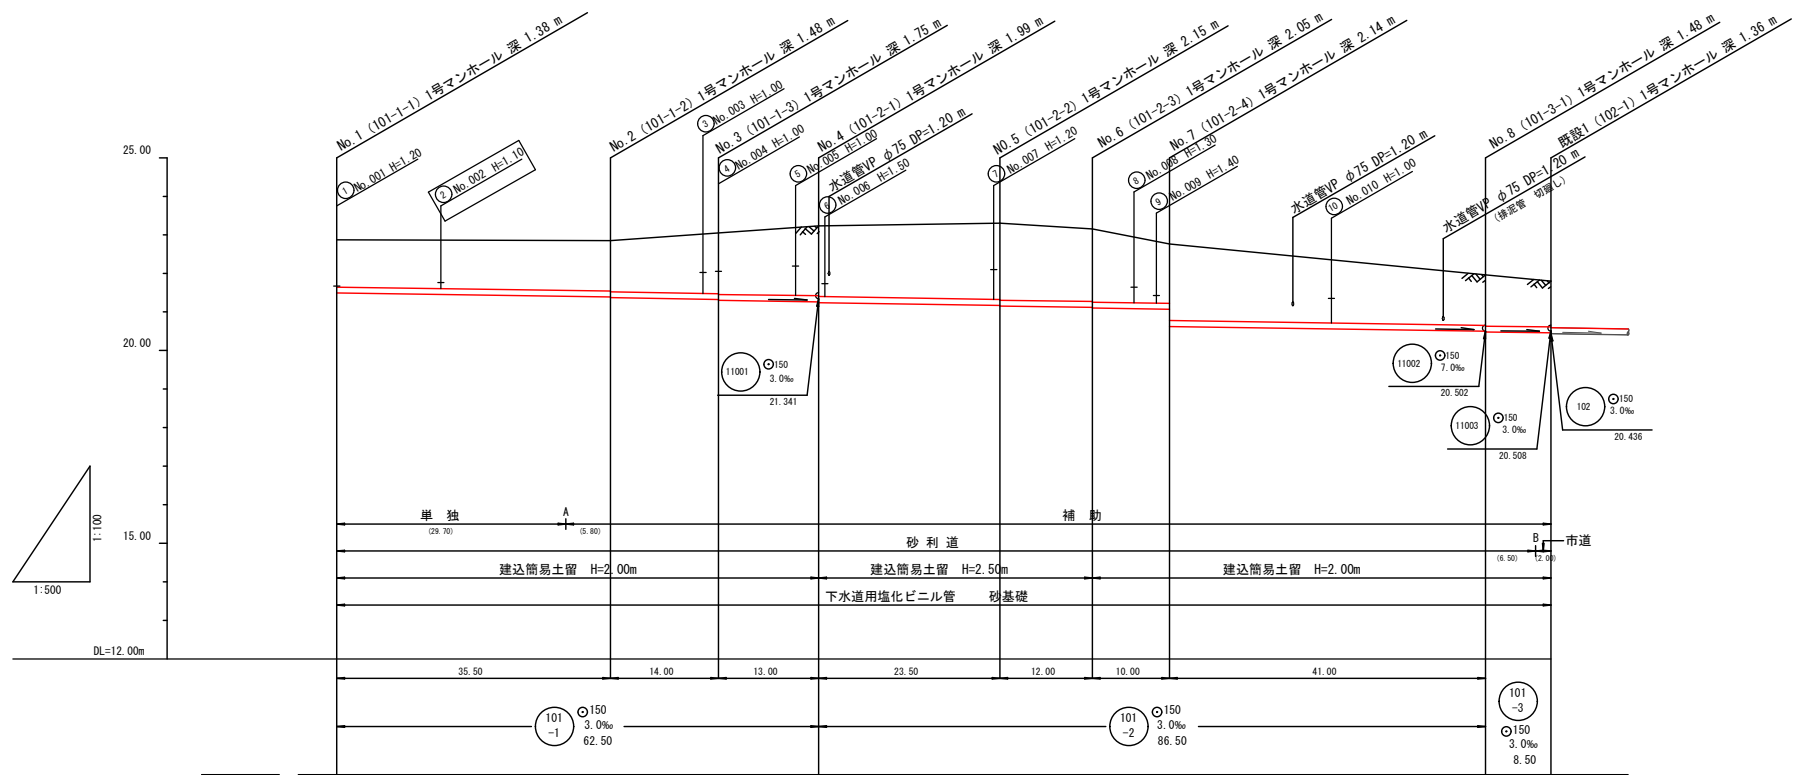 No.1 (101-1-1) 1号マンホール 深 1.38 m
No.2 (101-1-2) 1号マンホール 深 1.48 m
No.3 (101-1-3) 1号マンホール 深 1.75 m
No.4 (101-2-1) 1号マンホール 深 1.99 m
NO.5 (101-2-2) 1号マンホール 深 2.15 m
No.6 (101-2-3) 1号マンホール 深 2.05 m
No.7 (101-2-4) 1号マンホール 深 2.14 m
No.8 (101-3-1) 1号マンホール 深 1.48 m
既設1 (102-1) 1号マンホール 深 1.36 m
① No.001 H=1.20
② No.002 H=1.10
③ No.003 H=1.00
④ No.004 H=1.00
⑤ No.005 H=1.00
水道管VP φ75 DP=1.20 m
⑥ No.006 H=1.50
⑦ No.007 H=1.20
⑧ No.008 H=1.30
⑨ No.009 H=1.40
水道管VP φ75 DP=1.20 m
⑩ No.010 H=1.00
水道管VP φ75 DP=1.20 m
(排泥管 切廻し)
25.00
20.00
15.00
DL=12.00m
1:100
1:500
11001 150
3.0‰
21.341
11002 150
7.0‰
20.502
11003 150
3.0‰
20.508
102 150
3.0‰
20.436
単 独 A 補 助
(29.70) (5.80)
砂 利 道 B 市道
(6.50) (2.00)
建込簡易土留 H=2.00m 建込簡易土留 H=2.50m 建込簡易土留 H=2.00m
下水道用塩化ビニル管 砂基礎
35.50 14.00 13.00 23.50 12.00 10.00 41.00
101
-1
150
3.0‰
62.50
101
-2
150
3.0‰
86.50
101
-3
150
3.0‰
8.50